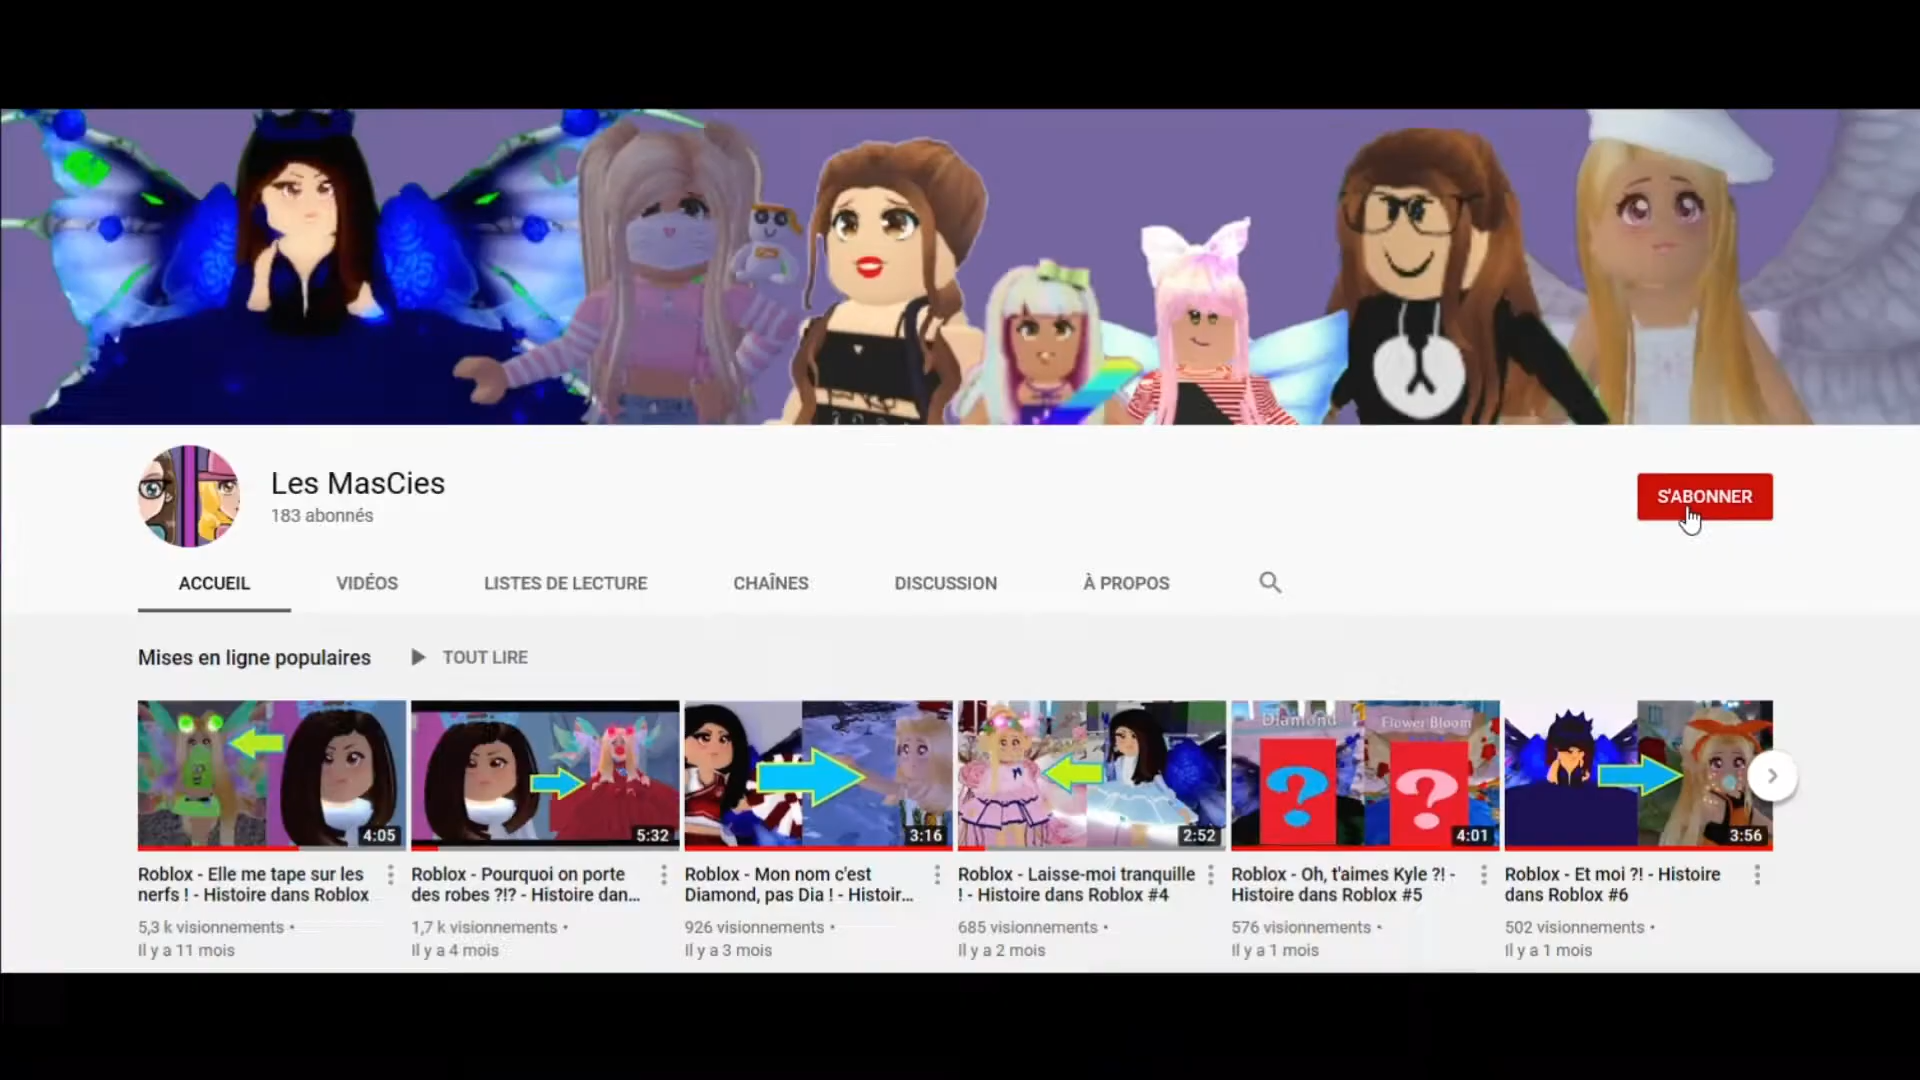 Les MasCies
183 abonnés
S'ABONNER
ACCUEIL
VIDÉOS
LISTES DE LECTURE
CHAÎNES
DISCUSSION
À PROPOS
Mises en ligne populaires
TOUT LIRE
4:05
Roblox - Elle me tape sur les
nerfs ! - Histoire dans Roblox
5,3 k visionnements •
Il y a 11 mois
5:32
Roblox - Pourquoi on porte
des robes ?!? - Histoire dan...
1,7 k visionnements •
Il y a 4 mois
3:16
Roblox - Mon nom c'est
Diamond, pas Dia ! - Histoir...
926 visionnements •
Il y a 3 mois
2:52
Roblox - Laisse-moi tranquille
! - Histoire dans Roblox #4
685 visionnements •
Il y a 2 mois
Diamond
Flower Bloom
? ?
4:01
Roblox - Oh, t'aimes Kyle ?! -
Histoire dans Roblox #5
576 visionnements •
Il y a 1 mois
3:56
Roblox - Et moi ?! - Histoire
dans Roblox #6
502 visionnements •
Il y a 1 mois